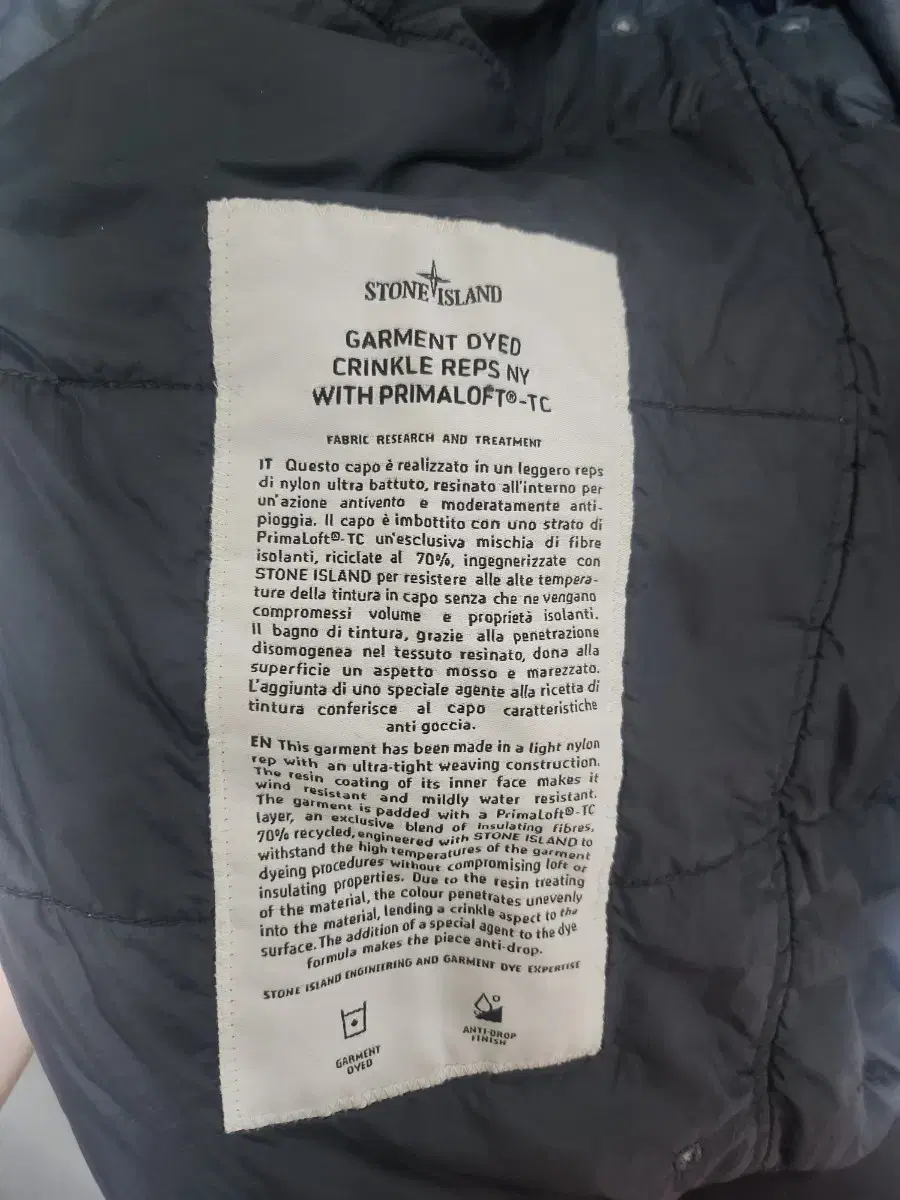 STONE ISLAND
GARMENT DYED
CRINKLE REPS NY
WITH PRIMALOFT®-TC
FABRIC RESEARCH AND TREATMENT
IT Questo capo è realizzato in un leggero reps
di nylon ultra battuto, resinato all'interno per
un'azione antivento e moderatamente anti-
pioggia. Il capo è imbottito con uno strato di
PrimaLoft®-TC un'esclusiva mischia di fibre
isolanti, riciclate al 70%, ingegnerizzate con
STONE ISLAND per resistere alle alte tempera-
ture della tintura in capo senza che ne vengano
compromessi volume e proprietà isolanti.
Il bagno di tintura, grazie alla penetrazione
disomogenea nel tessuto resinato, dona alla
superficie un aspetto mosso e marezzato.
L'aggiunta di uno speciale agente alla ricetta di
tintura conferisce al capo caratteristiche
anti goccia.
EN This garment has been made in a light nylon
rep with an ultra-tight weaving construction.
The resin coating of its inner face makes it
wind resistant and mildly water resistant.
The garment is padded with a PrimaLoft®-TC
layer, an exclusive blend of insulating fibres,
70% recycled, engineered with STONE ISLAND to
withstand the high temperatures of the garment
dyeing procedures without compromising loft or
insulating properties. Due to the resin treating
of the material, the colour penetrates unevenly
into the material, lending a crinkle aspect to the
surface. The addition of a special agent to the dye
formula makes the piece anti-drop.
STONE ISLAND ENGINEERING AND GARMENT DYE EXPERTISE
GARMENT
DYED
ANTI-DROP
FINISH